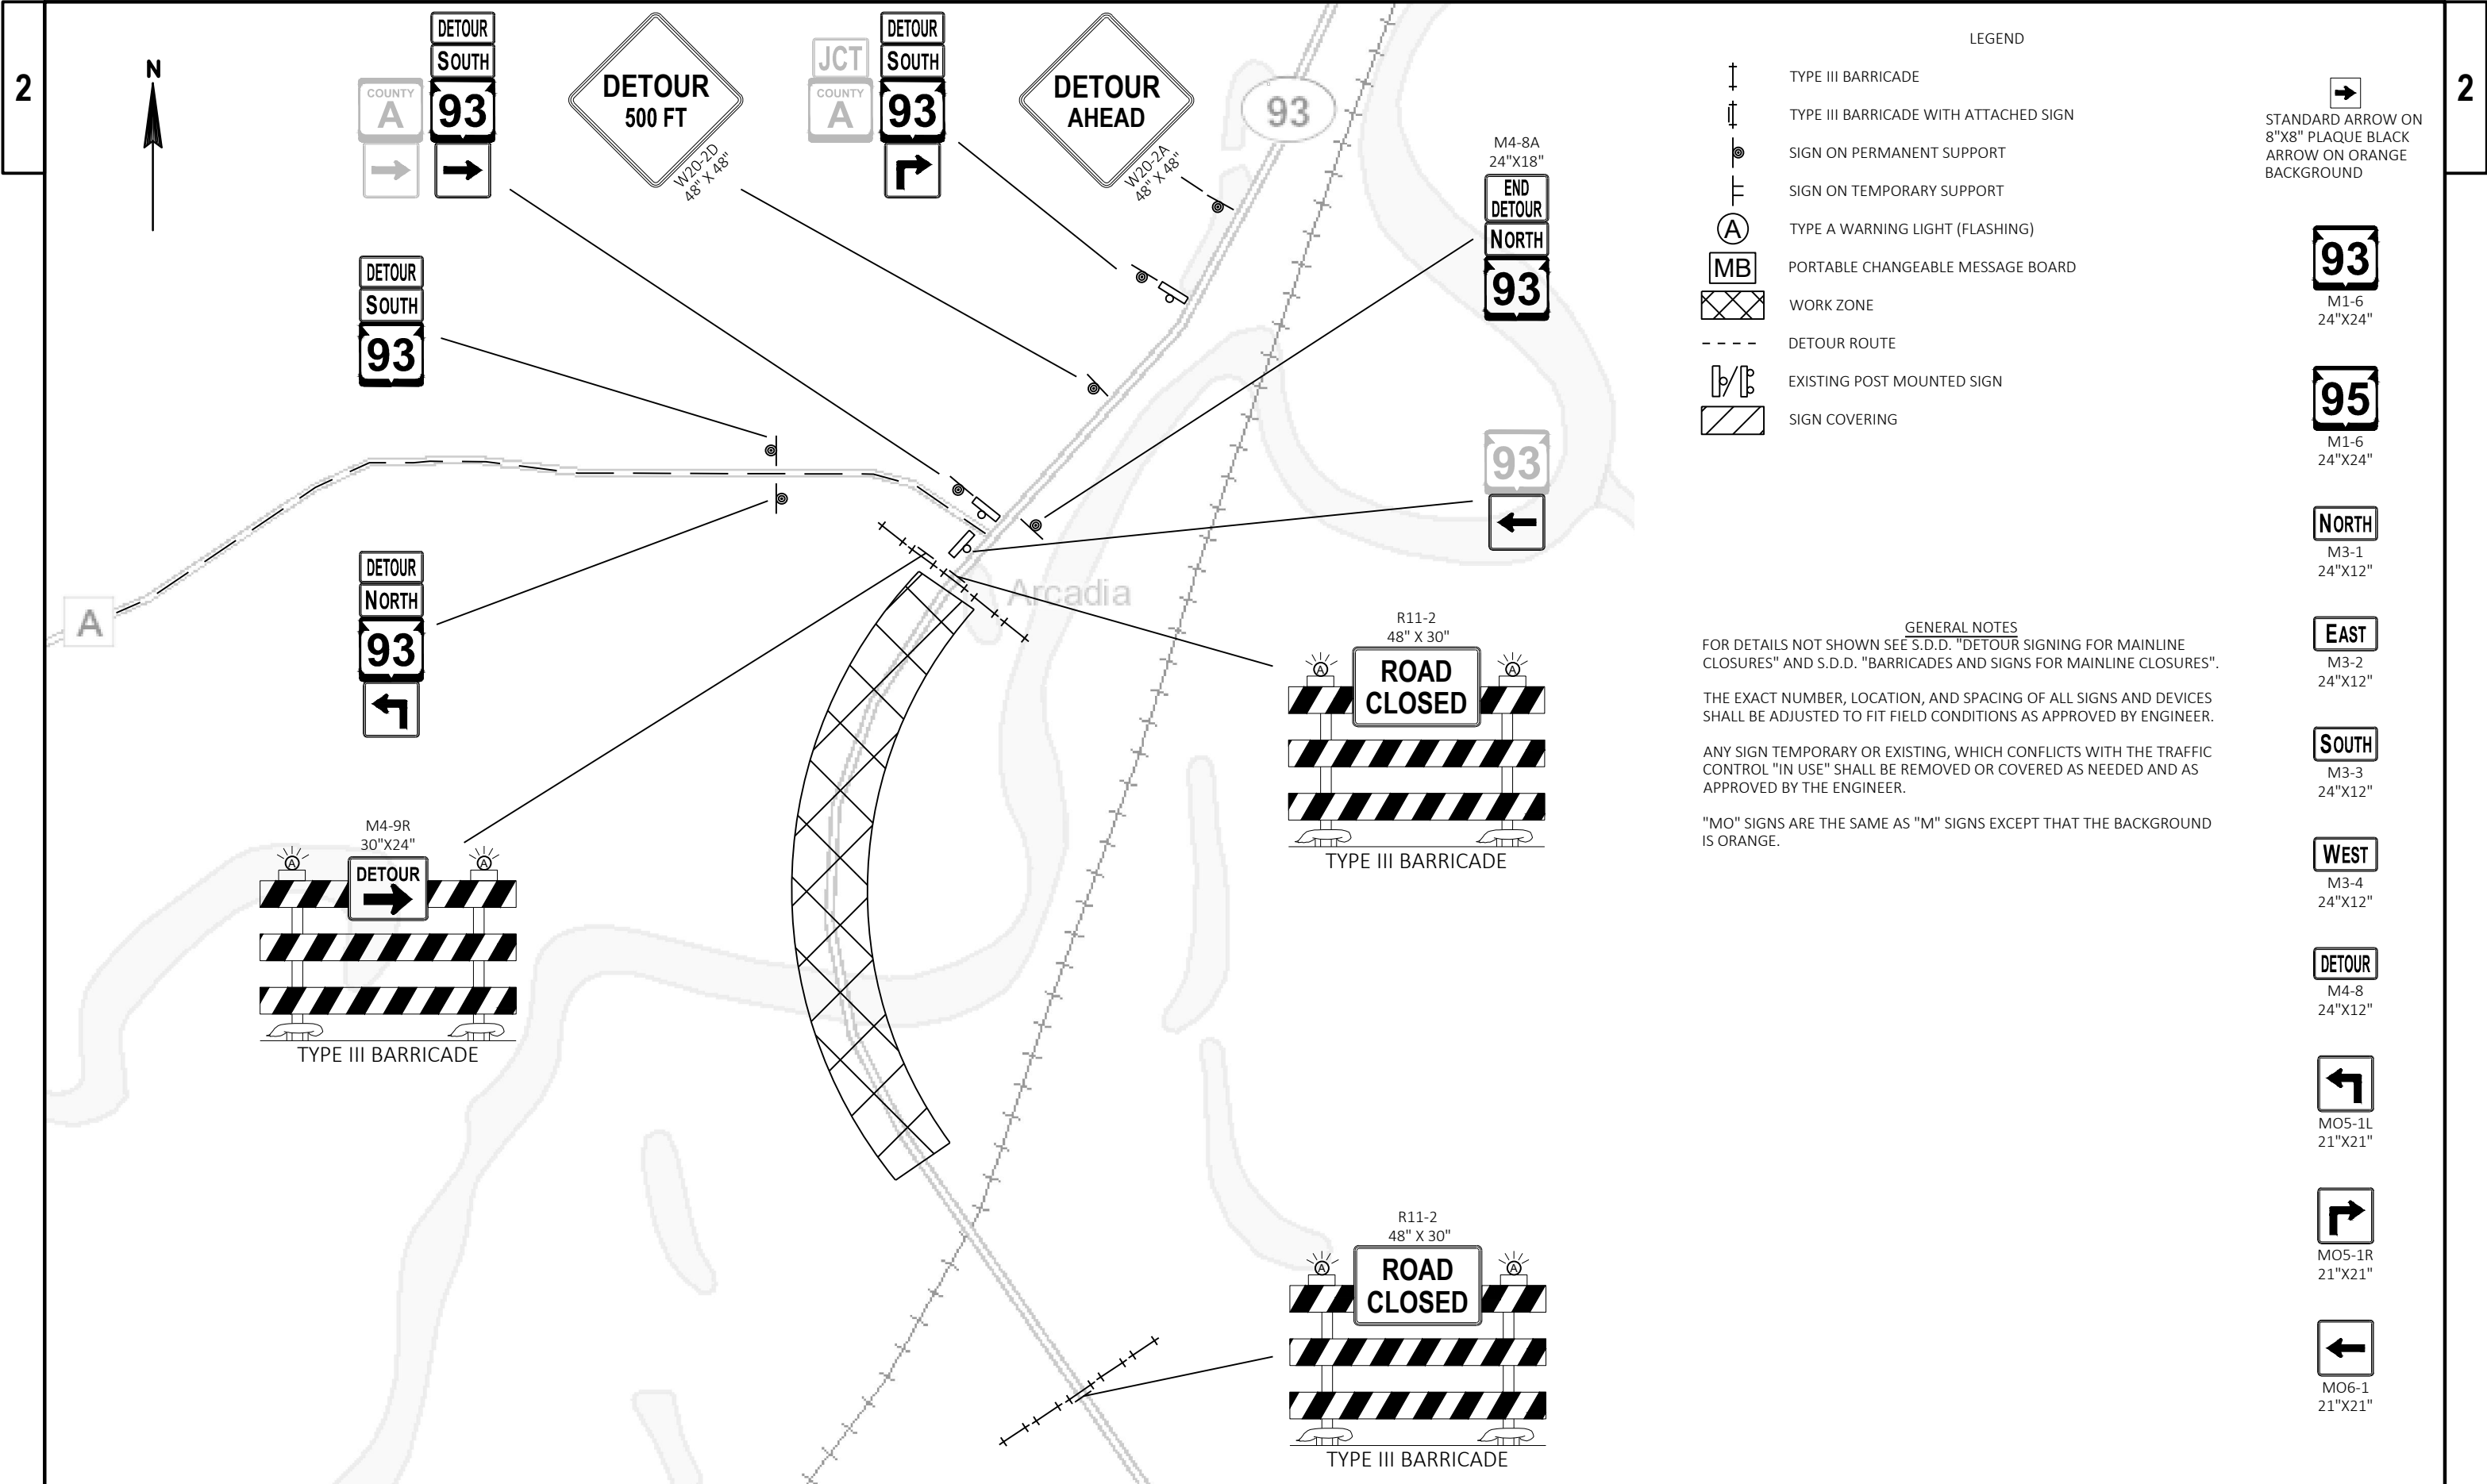 2
N
DETOUR
SOUTH
COUNTY
A
93
DETOUR
500 FT
W20-2D
48" X 48"
DETOUR
JCT
SOUTH
COUNTY
A
93
DETOUR
AHEAD
W20-2A
48" X 48"
93
M4-8A
24"X18"
END
DETOUR
NORTH
93
DETOUR
SOUTH
93
93
A
Arcadia
DETOUR
NORTH
93
R11-2
48" X 30"
A
A
ROAD
CLOSED
TYPE III BARRICADE
M4-9R
30"X24"
A
A
DETOUR
TYPE III BARRICADE
R11-2
48" X 30"
A
A
ROAD
CLOSED
TYPE III BARRICADE
LEGEND
TYPE III BARRICADE
TYPE III BARRICADE WITH ATTACHED SIGN
SIGN ON PERMANENT SUPPORT
SIGN ON TEMPORARY SUPPORT
A TYPE A WARNING LIGHT (FLASHING)
MB PORTABLE CHANGEABLE MESSAGE BOARD
WORK ZONE
DETOUR ROUTE
EXISTING POST MOUNTED SIGN
SIGN COVERING
GENERAL NOTES
FOR DETAILS NOT SHOWN SEE S.D.D. "DETOUR SIGNING FOR MAINLINE
CLOSURES" AND S.D.D. "BARRICADES AND SIGNS FOR MAINLINE CLOSURES".
THE EXACT NUMBER, LOCATION, AND SPACING OF ALL SIGNS AND DEVICES
SHALL BE ADJUSTED TO FIT FIELD CONDITIONS AS APPROVED BY ENGINEER.
ANY SIGN TEMPORARY OR EXISTING, WHICH CONFLICTS WITH THE TRAFFIC
CONTROL "IN USE" SHALL BE REMOVED OR COVERED AS NEEDED AND AS
APPROVED BY THE ENGINEER.
"MO" SIGNS ARE THE SAME AS "M" SIGNS EXCEPT THAT THE BACKGROUND
IS ORANGE.
STANDARD ARROW ON
8"X8" PLAQUE BLACK
ARROW ON ORANGE
BACKGROUND
93
M1-6
24"X24"
95
M1-6
24"X24"
NORTH
M3-1
24"X12"
EAST
M3-2
24"X12"
SOUTH
M3-3
24"X12"
WEST
M3-4
24"X12"
DETOUR
M4-8
24"X12"
MO5-1L
21"X21"
MO5-1R
21"X21"
MO6-1
21"X21"
2